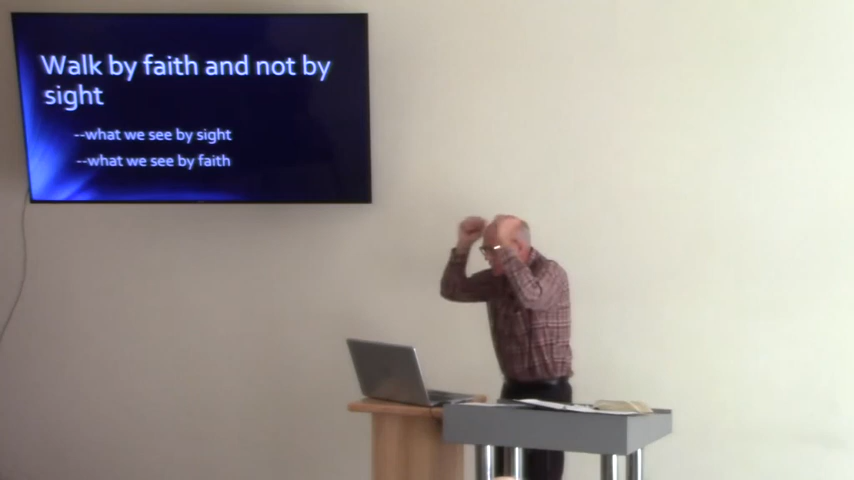 Walk by faith and not by
sight
--what we see by sight
--what we see by faith